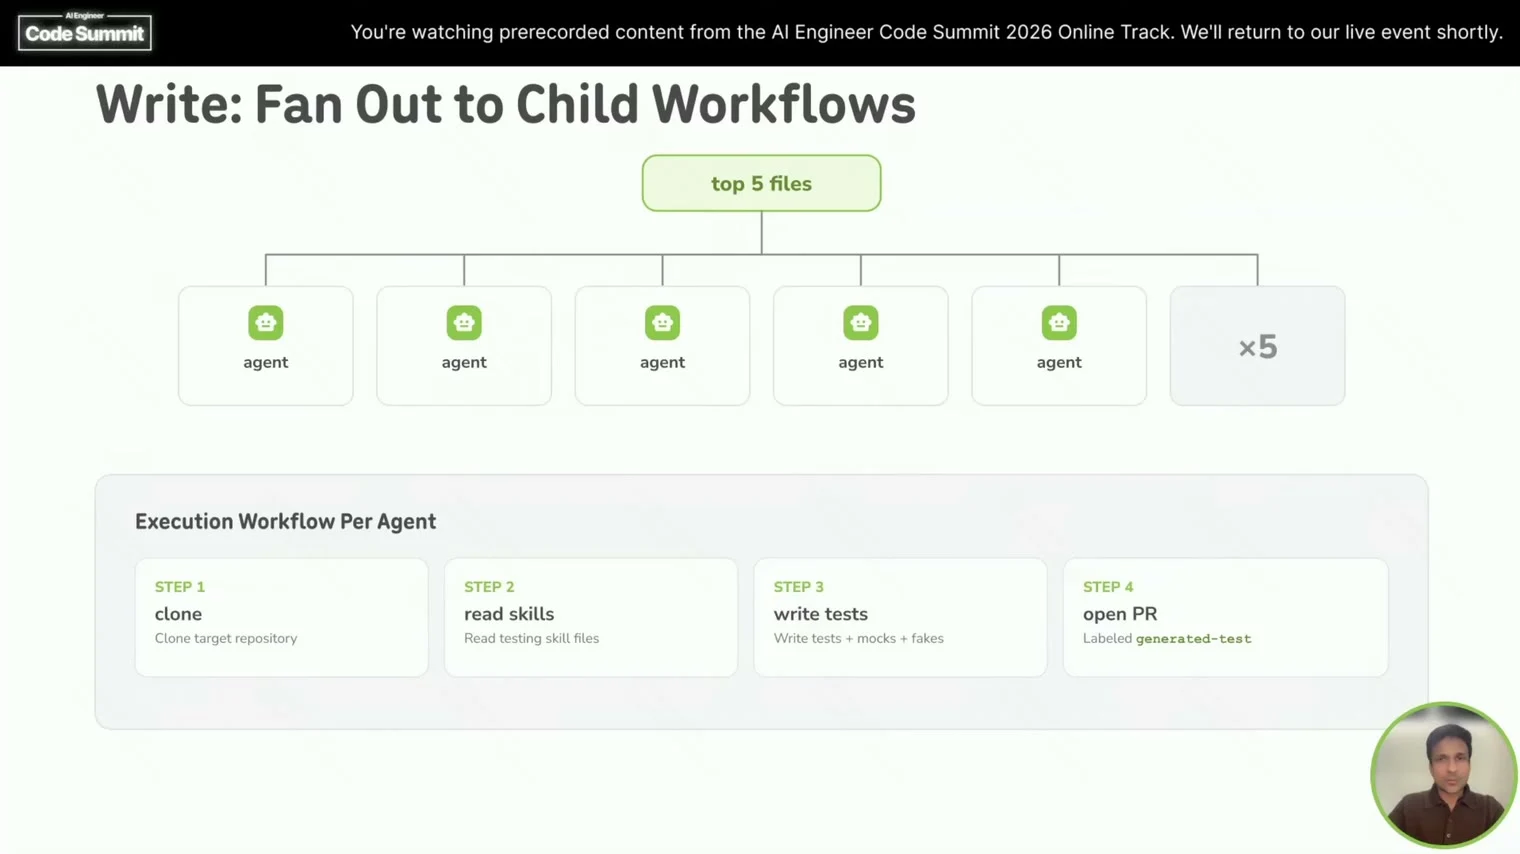 AI Engineer
Code Summit
You're watching prerecorded content from the AI Engineer Code Summit 2026 Online Track. We'll return to our live event shortly.
Write: Fan Out to Child Workflows
top 5 files
agent
agent
agent
agent
agent
×5
Execution Workflow Per Agent
STEP 1
clone
Clone target repository
STEP 2
read skills
Read testing skill files
STEP 3
write tests
Write tests + mocks + fakes
STEP 4
open PR
Labeled generated-test